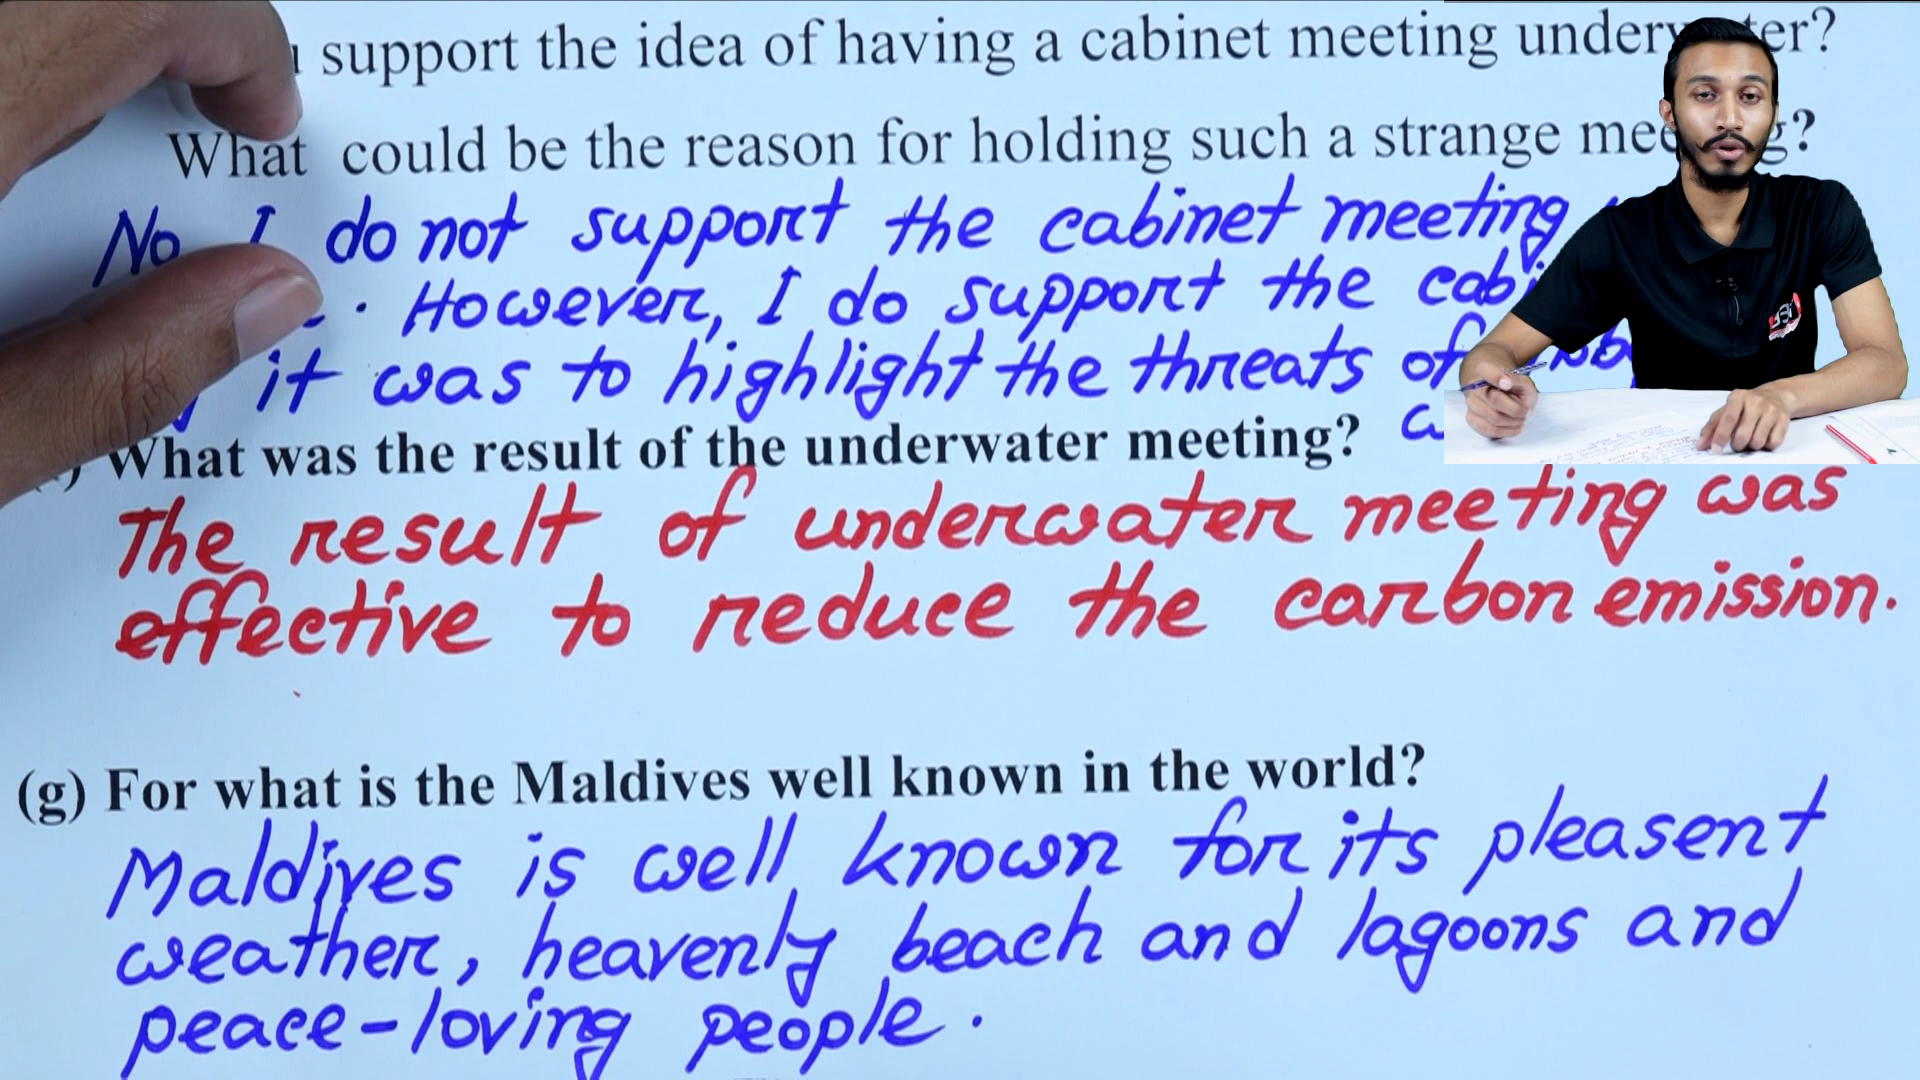 support the idea of having a cabinet meeting
What could be the reason for holding such a strange
No I do not support the cabinet meeting
. However, I do support the
it was to highlight the threats of
What was the result of the underwater meeting?
The result of underwater meeting was
effective to reduce the carbon emission.
(g) For what is the Maldives well known in the world?
Maldives is well known for its pleasent
weather, heavenly beach and lagoons and
peace-loving people.